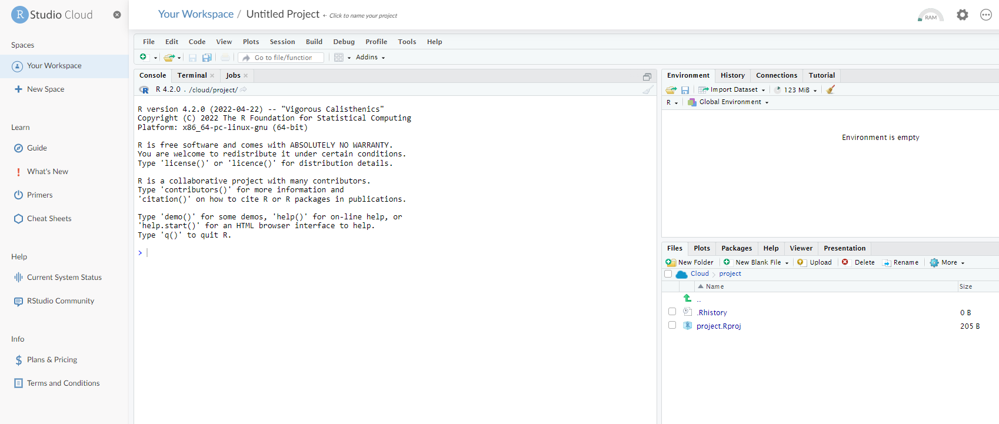 R Studio Cloud
Spaces
Your Workspace
New Space
Learn
Guide
What's New
Primers
Cheat Sheets
Help
Current System Status
RStudio Community
Info
Plans & Pricing
Terms and Conditions
Your Workspace / Untitled Project ← Click to name your project
RAM
File Edit Code View Plots Session Build Debug Profile Tools Help
Go to file/function Addins
Console Terminal Jobs
R R 4.2.0 . /cloud/project/
R version 4.2.0 (2022-04-22) -- "Vigorous Calisthenics"
Copyright (C) 2022 The R Foundation for Statistical Computing
Platform: x86_64-pc-linux-gnu (64-bit)
R is free software and comes with ABSOLUTELY NO WARRANTY.
You are welcome to redistribute it under certain conditions.
Type 'license()' or 'licence()' for distribution details.
R is a collaborative project with many contributors.
Type 'contributors()' for more information and
'citation()' on how to cite R or R packages in publications.
Type 'demo()' for some demos, 'help()' for on-line help, or
'help.start()' for an HTML browser interface to help.
Type 'q()' to quit R.
>
Environment History Connections Tutorial
Import Dataset 123 MiB
R Global Environment
Environment is empty
Files Plots Packages Help Viewer Presentation
New Folder New Blank File Upload Delete Rename More
Cloud project
Name Size
..
.Rhistory 0 B
project.Rproj 205 B